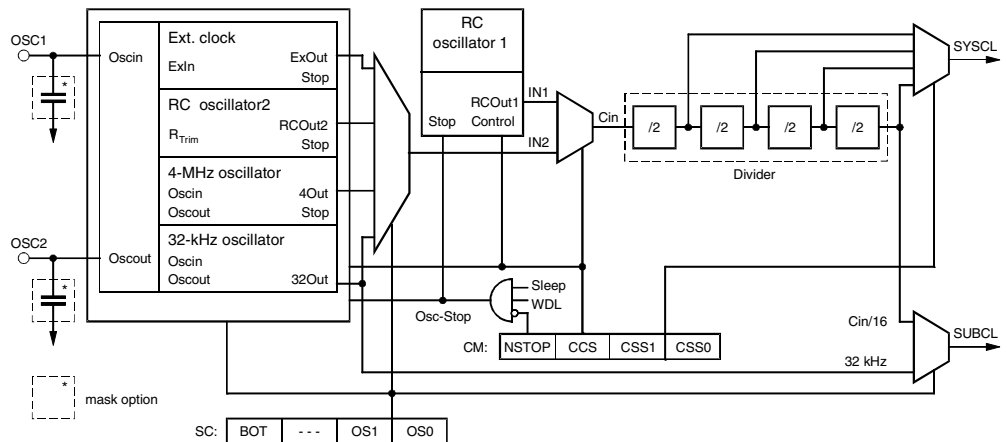 OSC1
*
OSC2
*
*
mask option
Oscin
Oscout
Ext. clock
ExIn
ExOut
Stop
RC oscillator2
RTrim
RCOut2
Stop
4-MHz oscillator
Oscin
4Out
Oscout
Stop
32-kHz oscillator
Oscin
Oscout
32Out
RC
oscillator 1
RCOut1
Stop
Control
IN1
IN2
Cin
/2
/2
/2
/2
Divider
SYSCL
Sleep
WDL
Osc-Stop
CM:
NSTOP
CCS
CSS1
CSS0
Cin/16
32 kHz
SUBCL
SC:
BOT
- - -
OS1
OS0